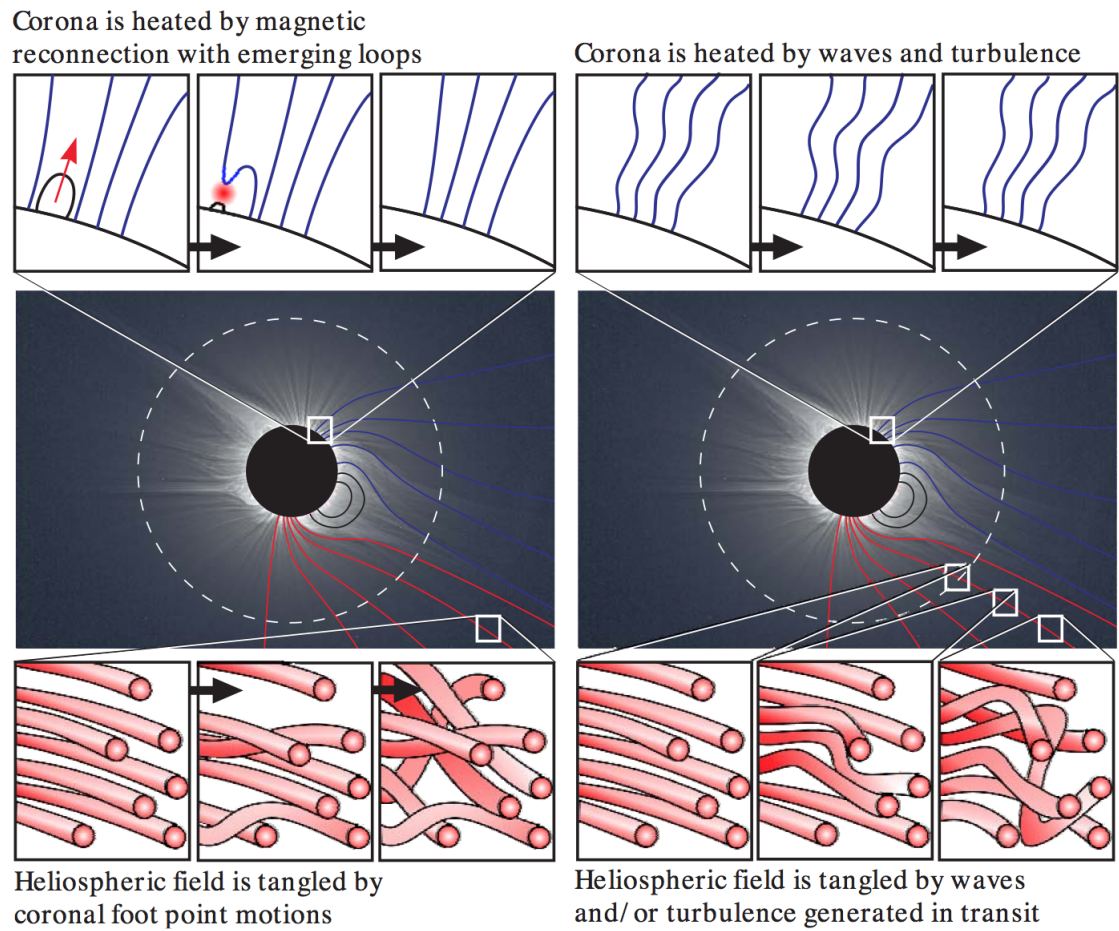 Corona is heated by magnetic
reconnection with emerging loops
Corona is heated by waves and turbulence
Heliospheric field is tangled by
coronal foot point motions
Heliospheric field is tangled by waves
and/or turbulence generated in transit